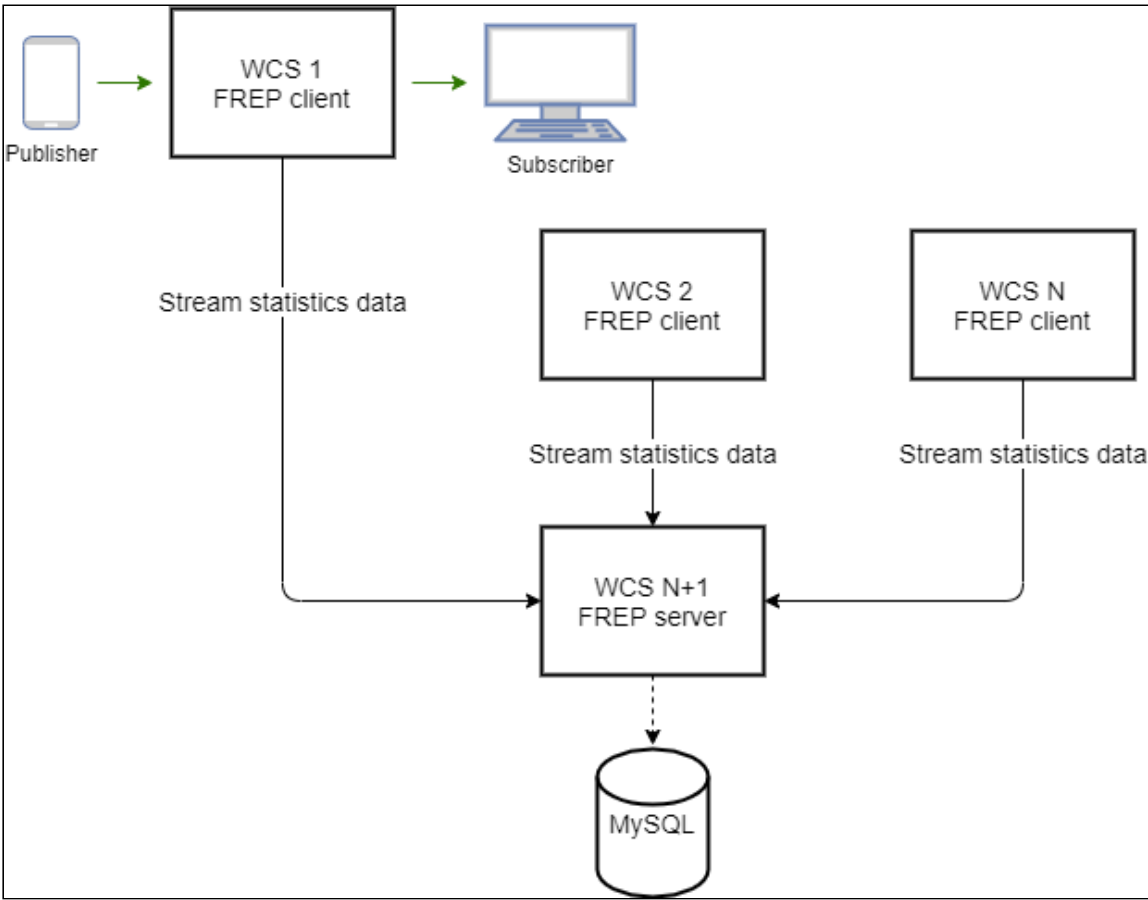 WCS 1
FREP client
Publisher
Subscriber
Stream statistics data
WCS 2
FREP client
WCS N
FREP client
Stream statistics data
Stream statistics data
WCS N+1
FREP server
MySQL